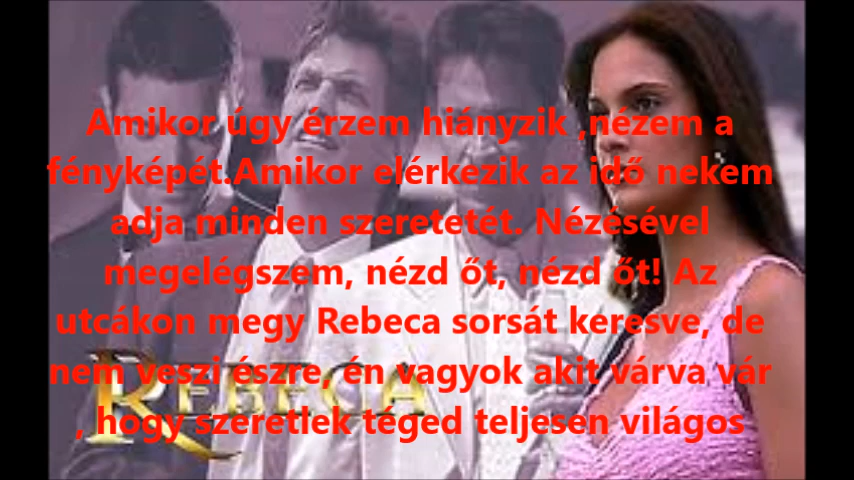 Amikor úgy érzem hiányzik ,nézem a
fényképét.Amikor elérkezik az idő nekem
adja minden szeretetét. Nézésével
megelégszem, nézd őt, nézd őt! Az
utcákon megy Rebeca sorsát keresve, de
nem veszi észre, én vagyok akit várva vár
, hogy szeretlek téged teljesen világos
REBECA